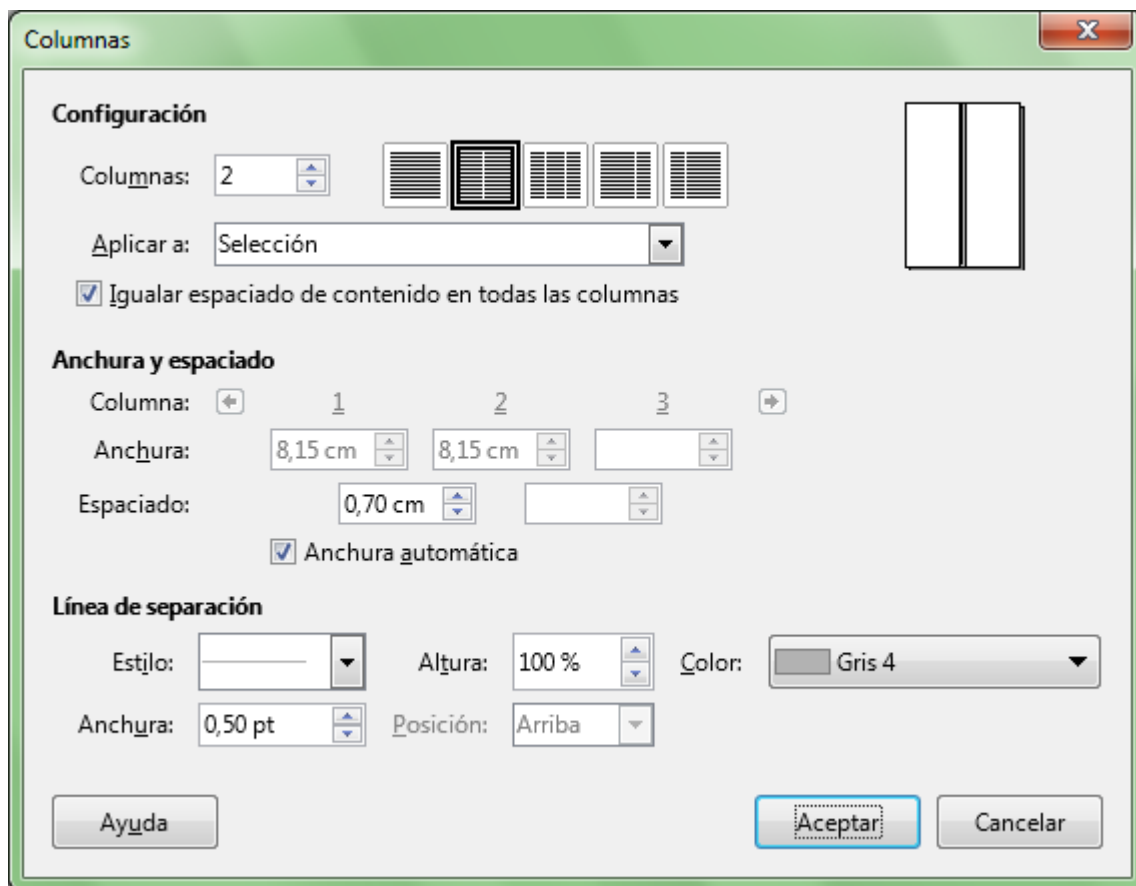 Columnas
Configuración
Columnas: 2
Aplicar a: Selección
Igualar espaciado de contenido en todas las columnas
Anchura y espaciado
Columna: 1 2 3
Anchura: 8,15 cm 8,15 cm
Espaciado: 0,70 cm
Anchura automática
Línea de separación
Estilo: Altura: 100 % Color: Gris 4
Anchura: 0,50 pt Posición: Arriba
Ayuda Aceptar Cancelar